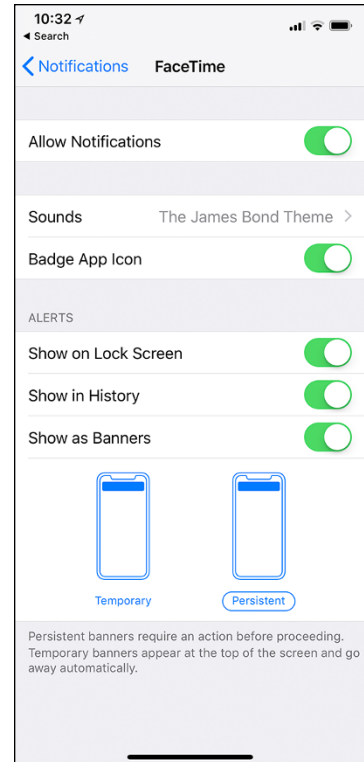 10:32
Search
Notifications FaceTime
Allow Notifications
Sounds The James Bond Theme
Badge App Icon
ALERTS
Show on Lock Screen
Show in History
Show as Banners
Temporary Persistent
Persistent banners require an action before proceeding.
Temporary banners appear at the top of the screen and go
away automatically.